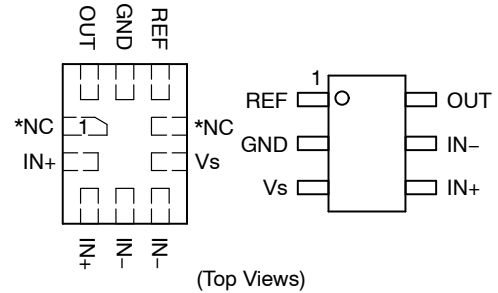 OUT GND REF
*NC 1 *NC
IN+ Vs
IN+ IN− IN−
1
REF OUT
GND IN−
Vs IN+
(Top Views)